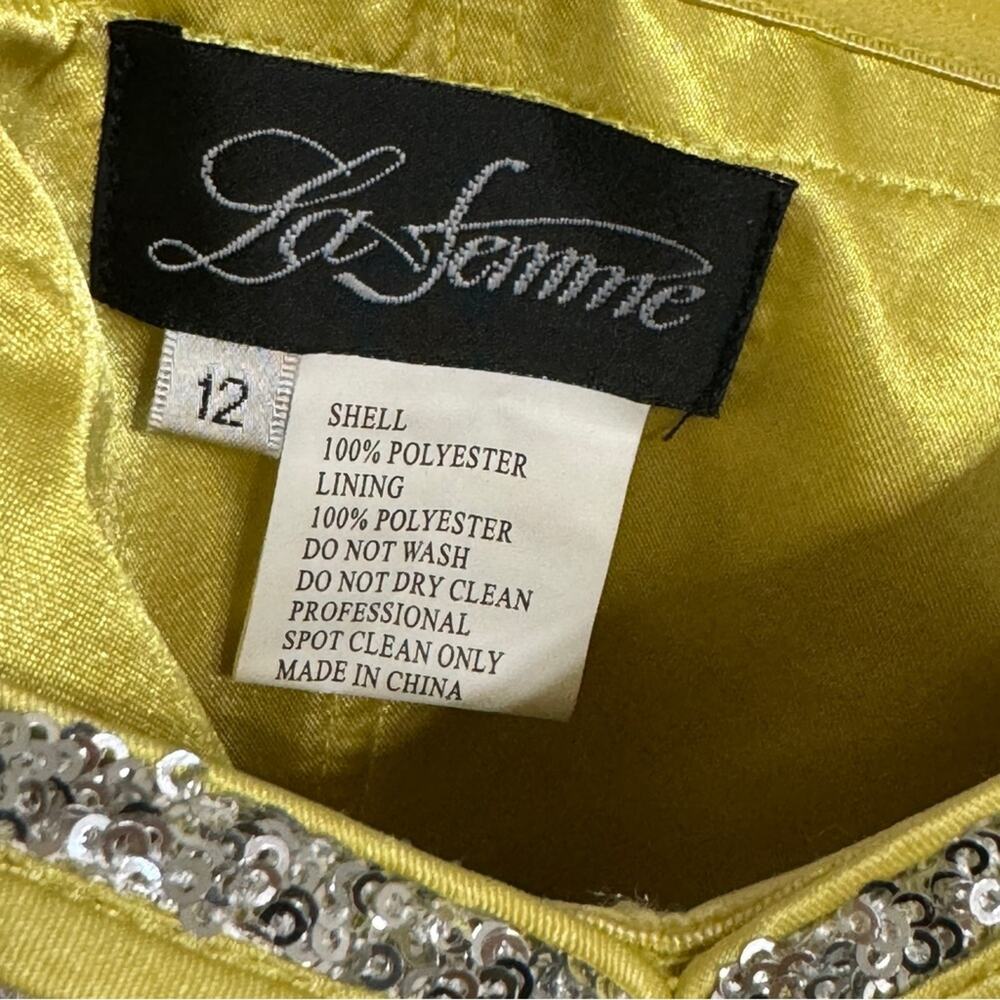 La Femme
12
SHELL
100% POLYESTER
LINING
100% POLYESTER
DO NOT WASH
DO NOT DRY CLEAN
PROFESSIONAL
SPOT CLEAN ONLY
MADE IN CHINA